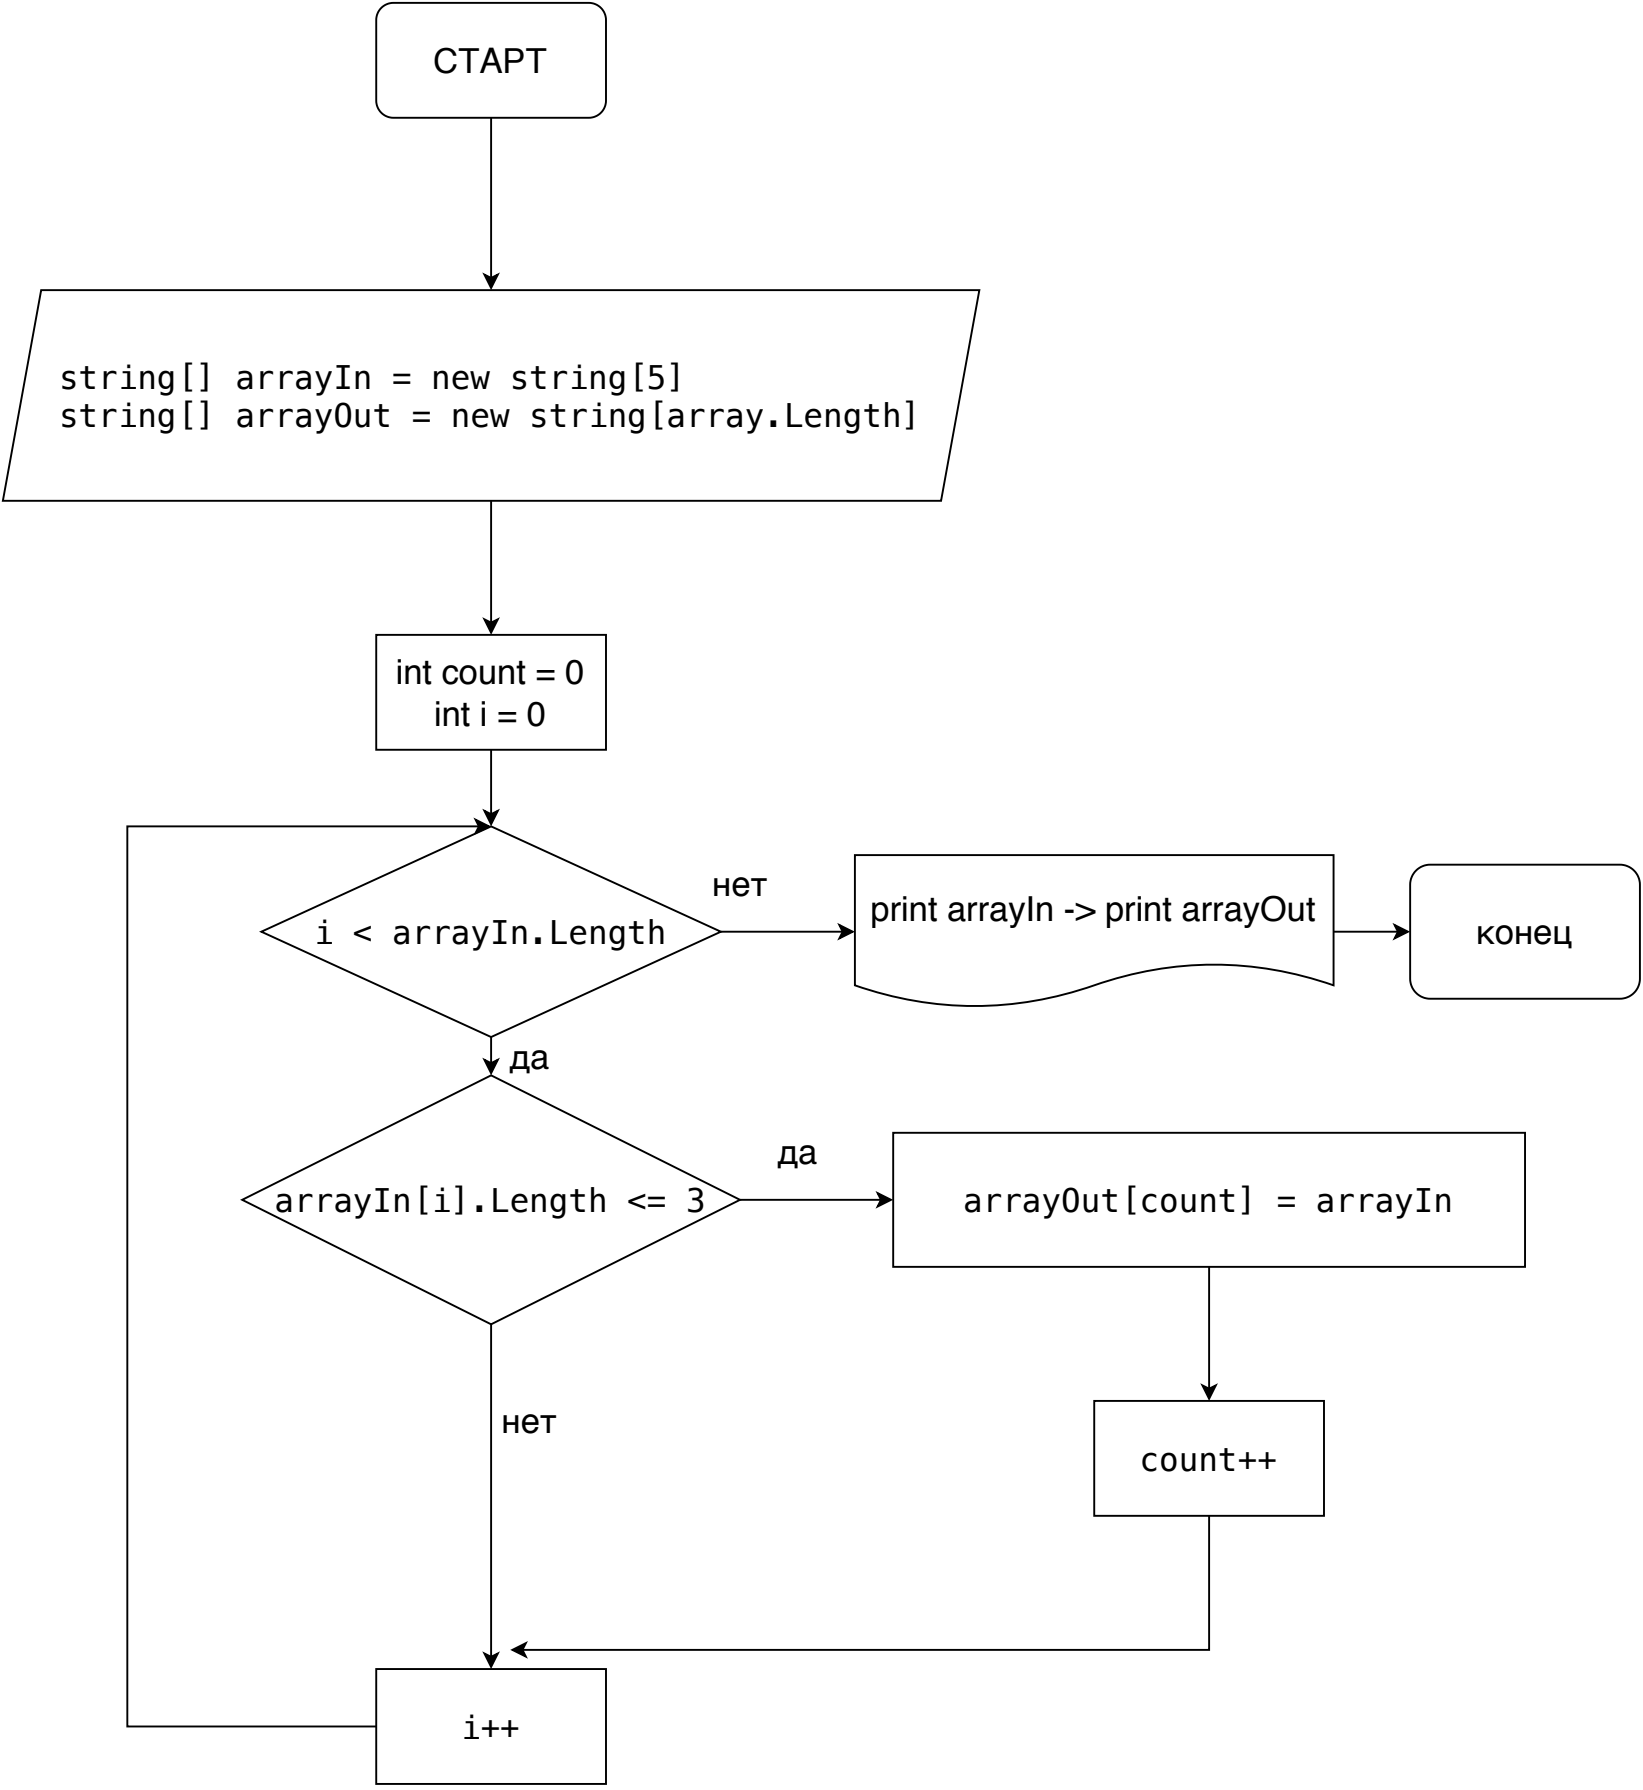 СТАРТ
string[] arrayIn = new string[5]
string[] arrayOut = new string[array.Length]
int count = 0
int i = 0
i < arrayIn.Length
нет
print arrayIn -> print arrayOut
конец
да
arrayIn[i].Length <= 3
да
arrayOut[count] = arrayIn
нет
count++
i++